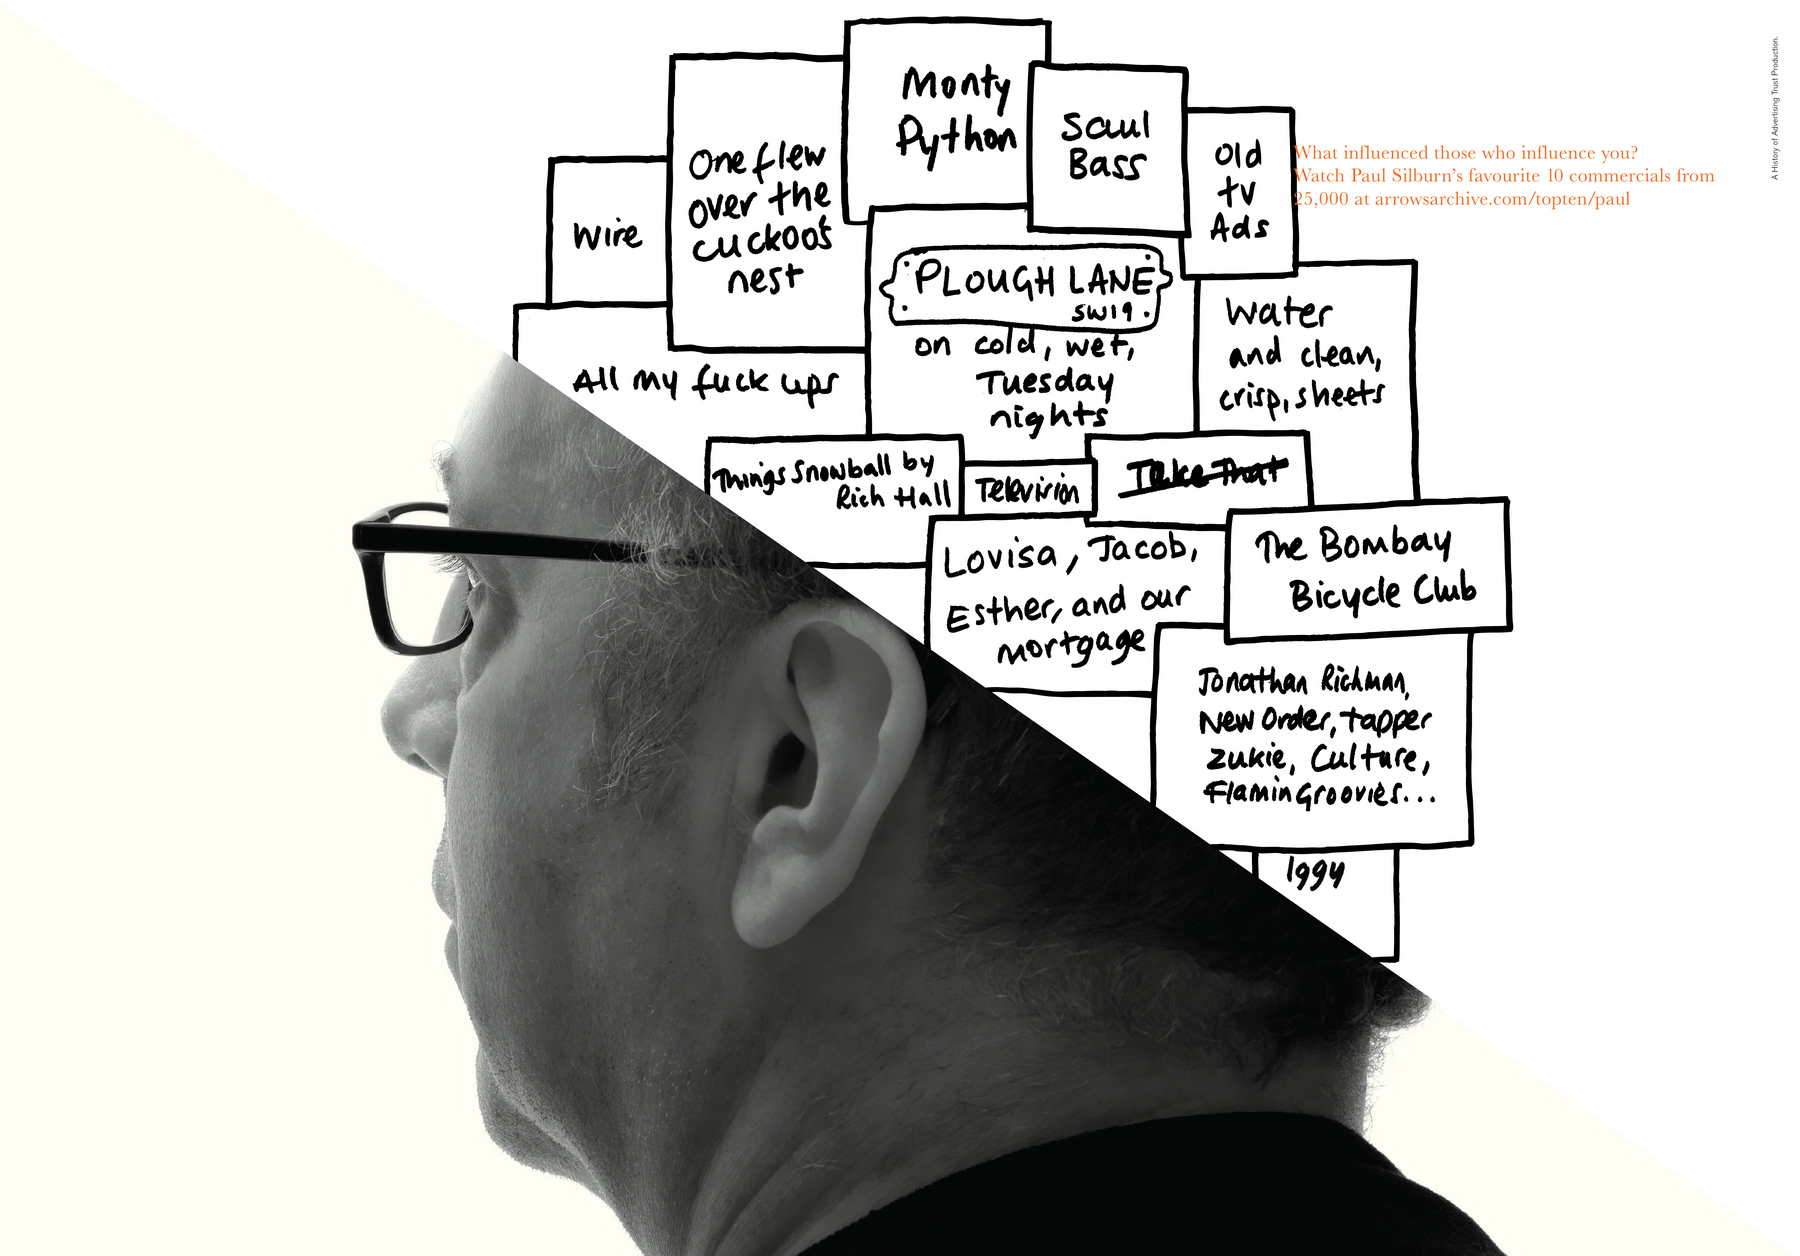 Monty
Python
Saul
Bass
Old
tv
Ads
One flew
over the
cuckoo's
nest
Wire
What influenced those who influence you?
Watch Paul Silburn's favourite 10 commercials from
25,000 at arrowsarchive.com/topten/paul
A History of Advertising Trust Production.
PLOUGH LANE
SW19.
on cold, wet,
Tuesday
nights
Water
and clean,
crisp, sheets
All my fuck ups
Things Snowball by
Rich Hall
Television
Take That
Lovisa, Jacob,
Esther, and our
mortgage
The Bombay
Bicycle Club
Jonathan Richman,
New Order, tapper
zukie, Culture,
Flamin Groovies...
1994